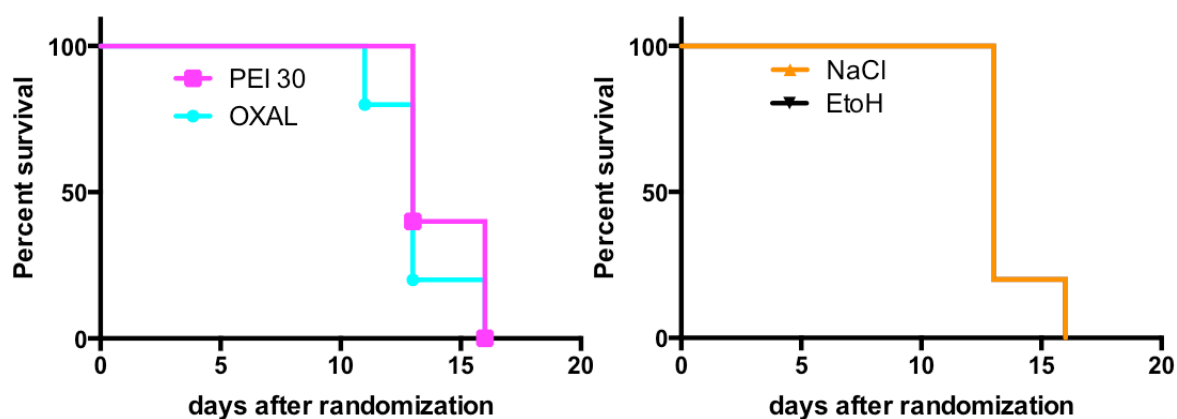 Percent survival
100
50
0
PEI 30
OXAL
0 5 10 15 20
days after randomization
Percent survival
100
50
0
NaCl
EtoH
0 5 10 15 20
days after randomization